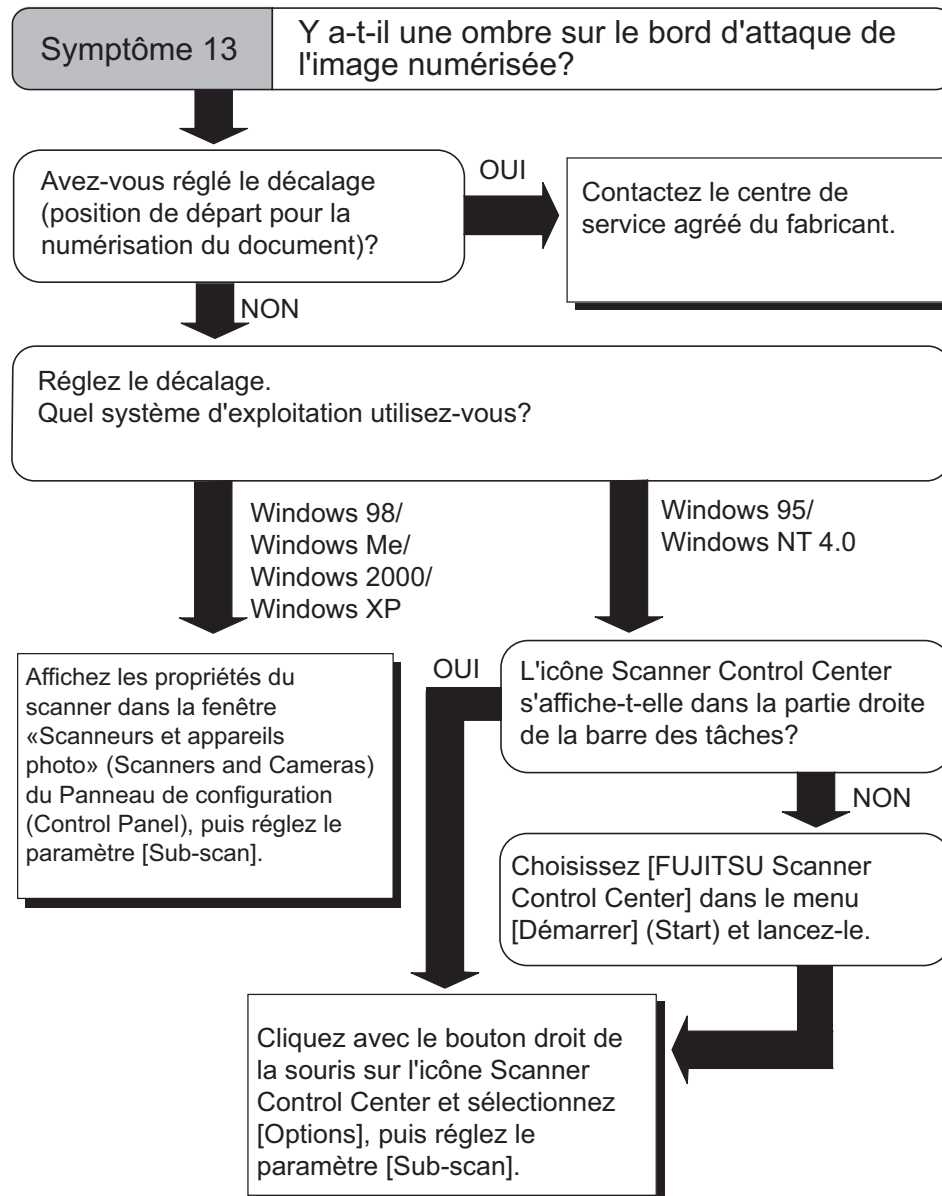 Symptôme 13
Y a-t-il une ombre sur le bord d'attaque de
l'image numérisée?
Avez-vous réglé le décalage
(position de départ pour la
numérisation du document)?
OUI
Contactez le centre de
service agréé du fabricant.
NON
Réglez le décalage.
Quel système d'exploitation utilisez-vous?
Windows 98/
Windows Me/
Windows 2000/
Windows XP
Windows 95/
Windows NT 4.0
Affichez les propriétés du
scanner dans la fenêtre
«Scanneurs et appareils
photo» (Scanners and Cameras)
du Panneau de configuration
(Control Panel), puis réglez le
paramètre [Sub-scan].
OUI
L'icône Scanner Control Center
s'affiche-t-elle dans la partie droite
de la barre des tâches?
NON
Choisissez [FUJITSU Scanner
Control Center] dans le menu
[Démarrer] (Start) et lancez-le.
Cliquez avec le bouton droit de
la souris sur l'icône Scanner
Control Center et sélectionnez
[Options], puis réglez le
paramètre [Sub-scan].